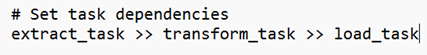 # Set task dependencies
extract_task >> transform_task >> load_task